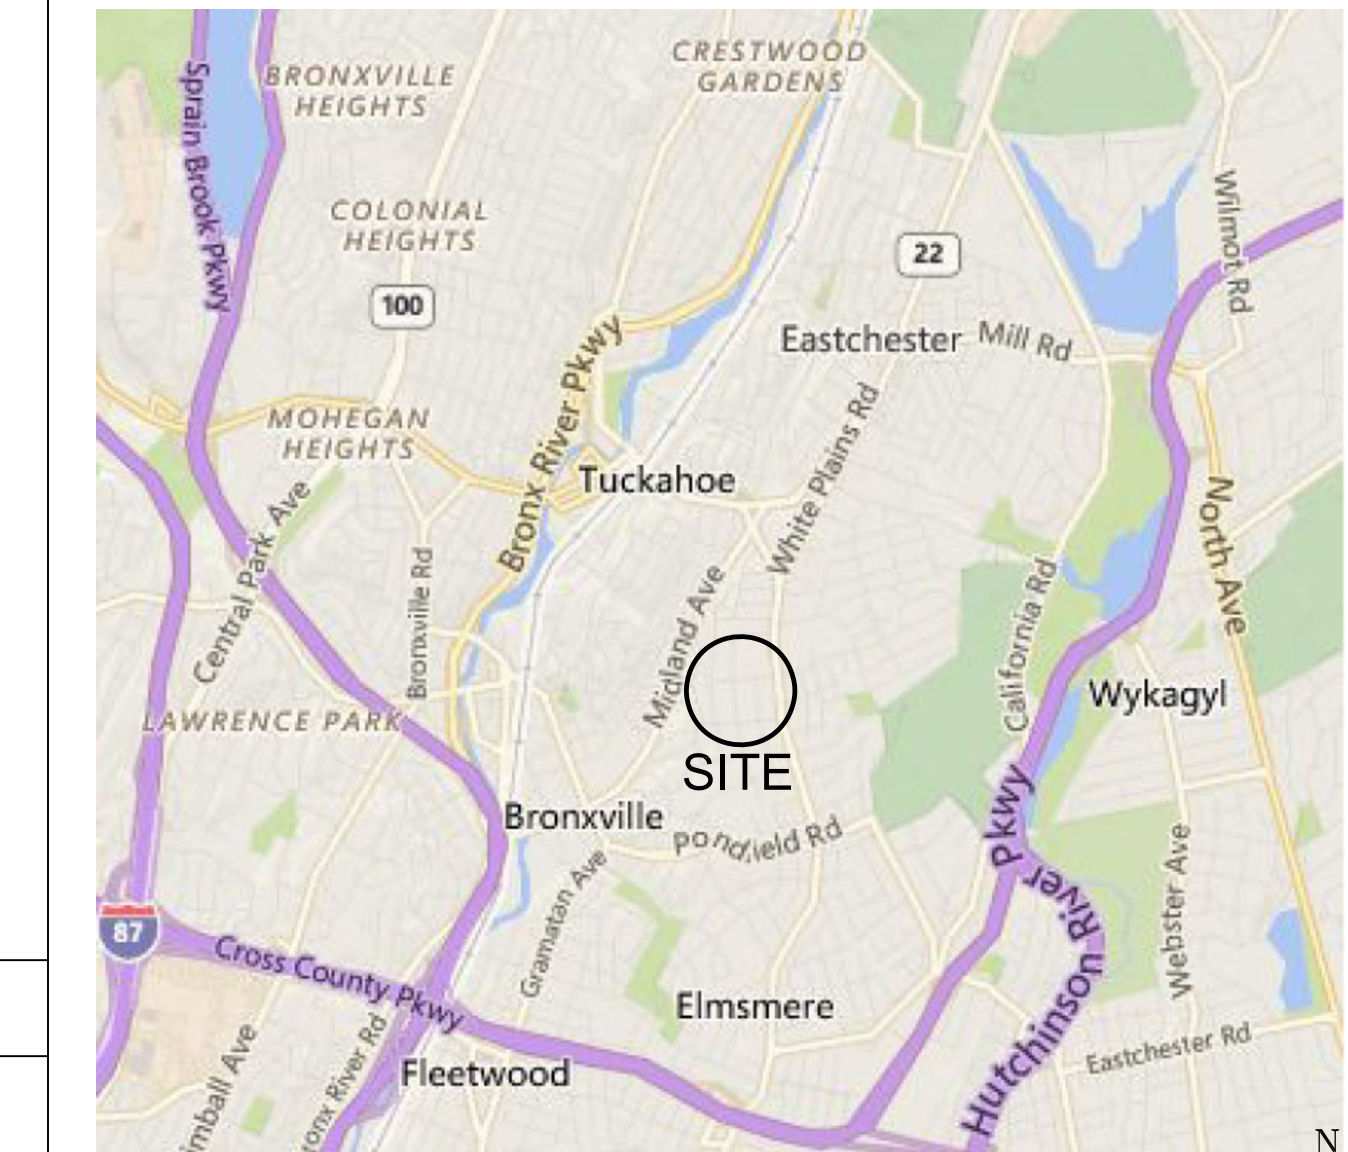 CRESTWOOD
GARDENS
BRONXVILLE
HEIGHTS
Sprain Brook Pkwy
COLONIAL
HEIGHTS
Wilmot Rd
22
100
Eastchester
Mill Rd
Bronx River Pkwy
MOHEGAN
HEIGHTS
White Plains Rd
Tuckahoe
Central Park Ave
North Ave
Bronxville Rd
Midland Ave
California Rd
Wykagyl
LAWRENCE PARK
SITE
Bronxville
Pondfield Rd
Gramatan Ave
Webster Ave
87
Cross County Pkwy
Hutchinson River Pkwy
Elmsmere
Eastchester Rd
Fleetwood
imball Ave
ronx River Rd
N